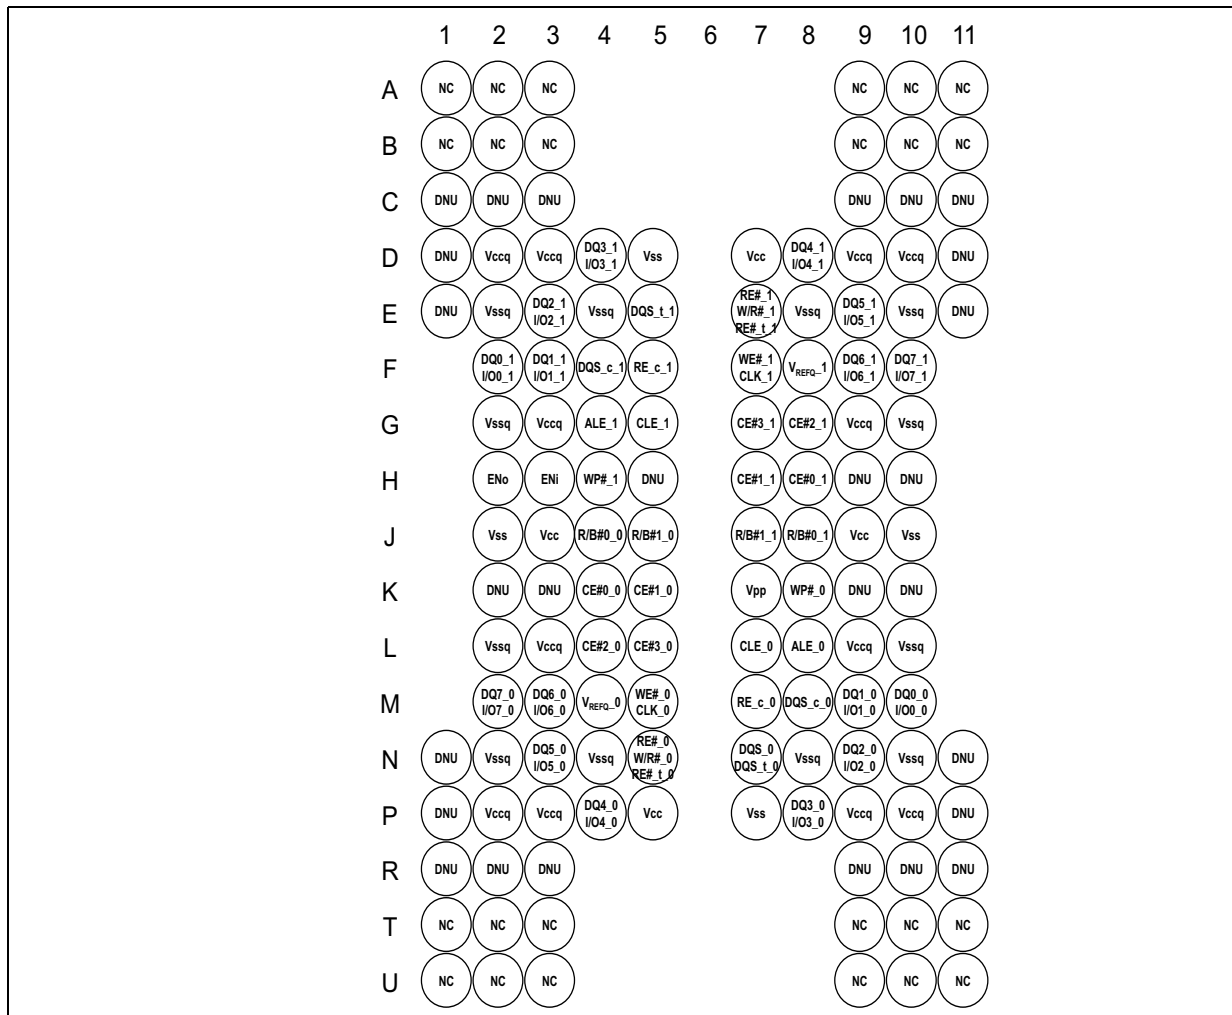 1 2 3 4 5 6 7 8 9 10 11
A NC NC NC NC NC NC
B NC NC NC NC NC NC
C DNU DNU DNU DNU DNU DNU
DQ3_1 DQ4_1
D DNU Vccq Vccq Vss Vcc Vccq Vccq DNU
I/O3_1 I/O4_1
DQ2_1 RE#_1 DQ5_1
E DNU Vssq Vssq DQS_t_1 W/R#_1 Vssq Vssq DNU
I/O2_1 RE#_t_1 I/O5_1
DQ0_1 DQ1_1 WE#_1 DQ6_1 DQ7_1
F DQS_c_1 RE_c_1 VREFQ_1
I/O0_1 I/O1_1 CLK_1 I/O6_1 I/O7_1
G Vssq Vccq ALE_1 CLE_1 CE#3_1 CE#2_1 Vccq Vssq
H ENo ENi WP#_1 DNU CE#1_1 CE#0_1 DNU DNU
J Vss Vcc R/B#0_0 R/B#1_0 R/B#1_1 R/B#0_1 Vcc Vss
K DNU DNU CE#0_0 CE#1_0 Vpp WP#_0 DNU DNU
L Vssq Vccq CE#2_0 CE#3_0 CLE_0 ALE_0 Vccq Vssq
DQ7_0 DQ6_0 WE#_0 DQ1_0 DQ0_0
M VREFQ_0 RE_c_0 DQS_c_0
I/O7_0 I/O6_0 CLK_0 I/O1_0 I/O0_0
DQ5_0 RE#_0 DQS_0 DQ2_0
N DNU Vssq Vssq W/R#_0 Vssq Vssq DNU
I/O5_0 RE#_t_0 DQS_t_0 I/O2_0
DQ4_0 DQ3_0
P DNU Vccq Vccq Vcc Vss Vccq Vccq DNU
I/O4_0 I/O3_0
R DNU DNU DNU DNU DNU DNU
T NC NC NC NC NC NC
U NC NC NC NC NC NC